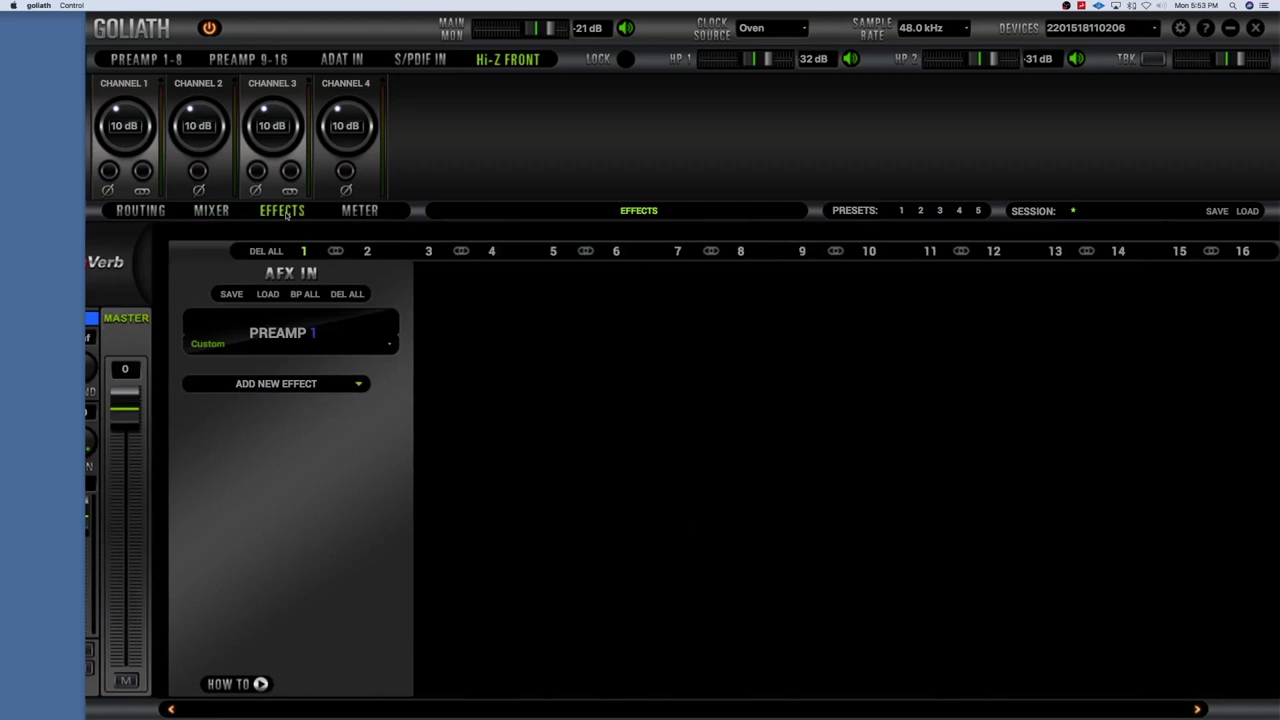 goliath Control Mon 5:53 PM
GOLIATH MAIN MON -21 dB CLOCK SOURCE Oven SAMPLE RATE 48.0 kHz DEVICES 2201518110206 ?
PREAMP 1-8 PREAMP 9-16 ADAT IN S/PDIF IN Hi-Z FRONT LOCK HP 1 32 dB HP 2 -31 dB TBK
CHANNEL 1 CHANNEL 2 CHANNEL 3 CHANNEL 4
10 dB 10 dB 10 dB 10 dB
ROUTING MIXER EFFECTS METER EFFECTS PRESETS: 1 2 3 4 5 SESSION: * SAVE LOAD
DEL ALL 1 2 3 4 5 6 7 8 9 10 11 12 13 14 15 16
Verb
AFX IN
SAVE LOAD BP ALL DEL ALL
MASTER
PREAMP 1
Custom
0
ADD NEW EFFECT
M
HOW TO